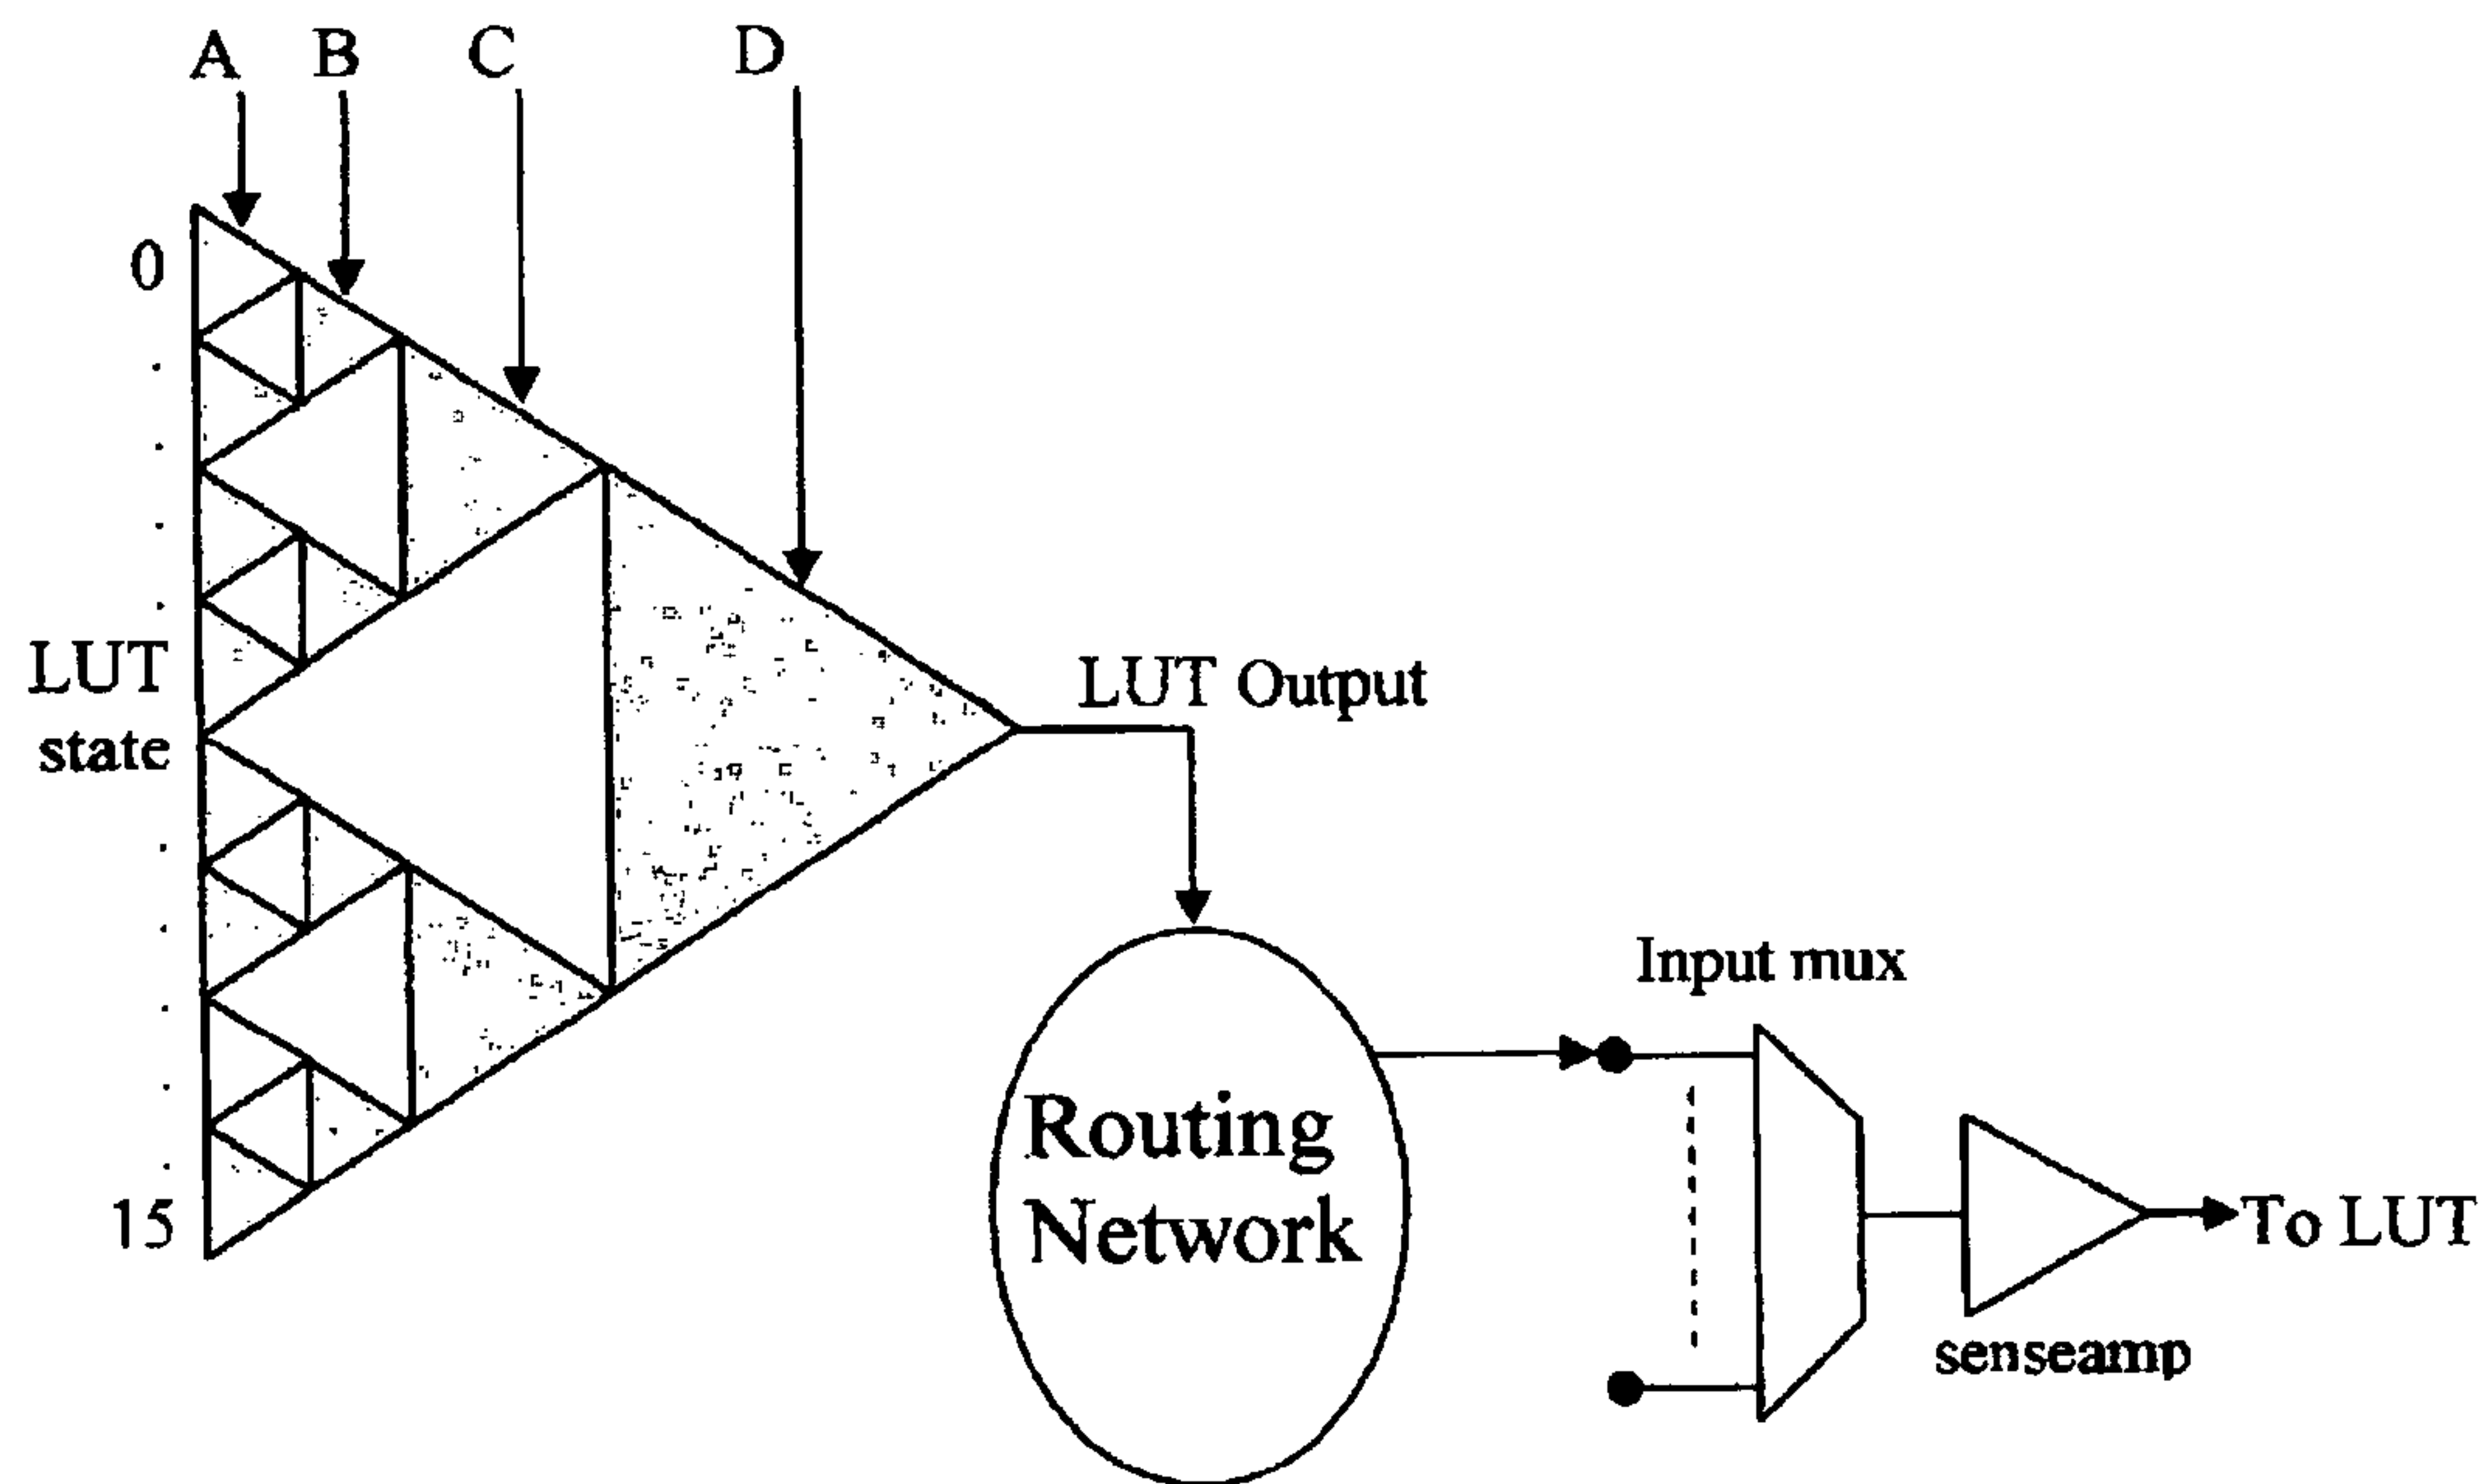 A B C D
0
LUT
state
15
LUT Output
Routing
Network
Input mux
senseamp
To LUT